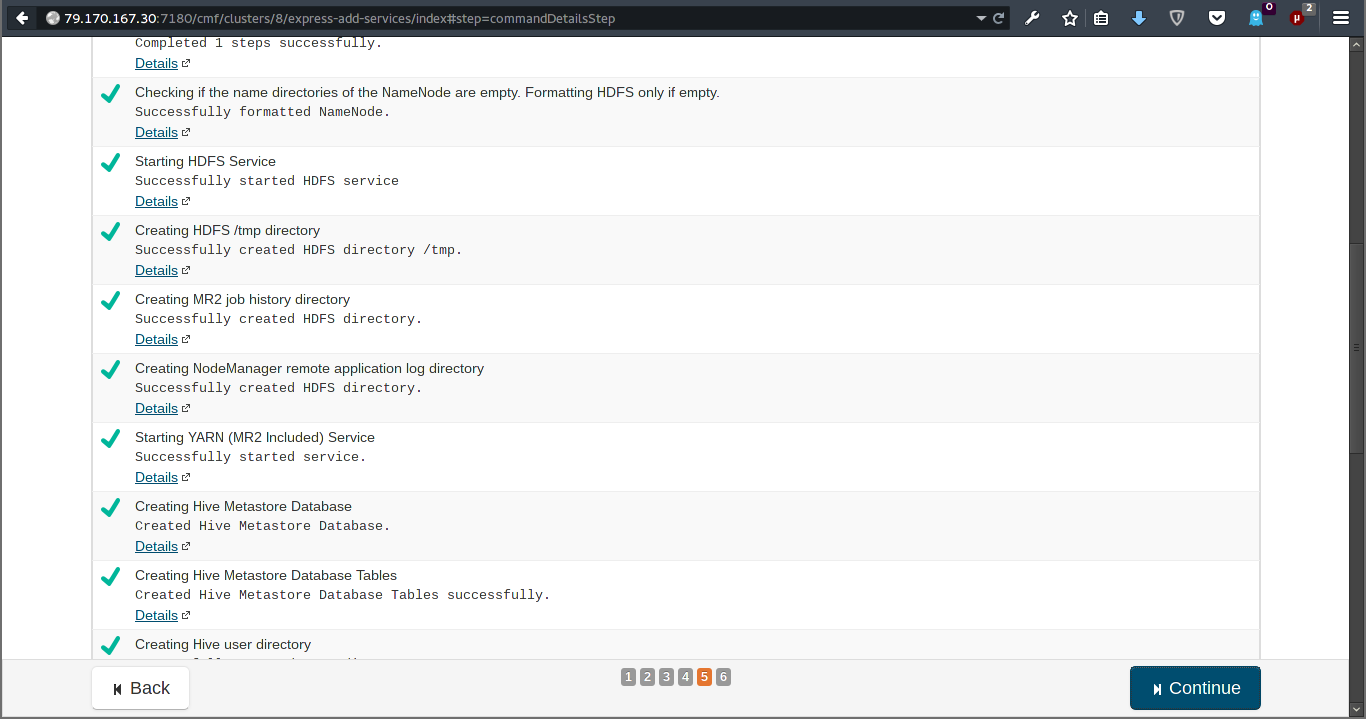 79.170.167.30:7180/cmf/clusters/8/express-add-services/index#step=commandDetailsStep
0
2
Completed 1 steps successfully.
Details
Checking if the name directories of the NameNode are empty. Formatting HDFS only if empty.
Successfully formatted NameNode.
Details
Starting HDFS Service
Successfully started HDFS service
Details
Creating HDFS /tmp directory
Successfully created HDFS directory /tmp.
Details
Creating MR2 job history directory
Successfully created HDFS directory.
Details
Creating NodeManager remote application log directory
Successfully created HDFS directory.
Details
Starting YARN (MR2 Included) Service
Successfully started service.
Details
Creating Hive Metastore Database
Created Hive Metastore Database.
Details
Creating Hive Metastore Database Tables
Created Hive Metastore Database Tables successfully.
Details
Creating Hive user directory
Back
1 2 3 4 5 6
Continue